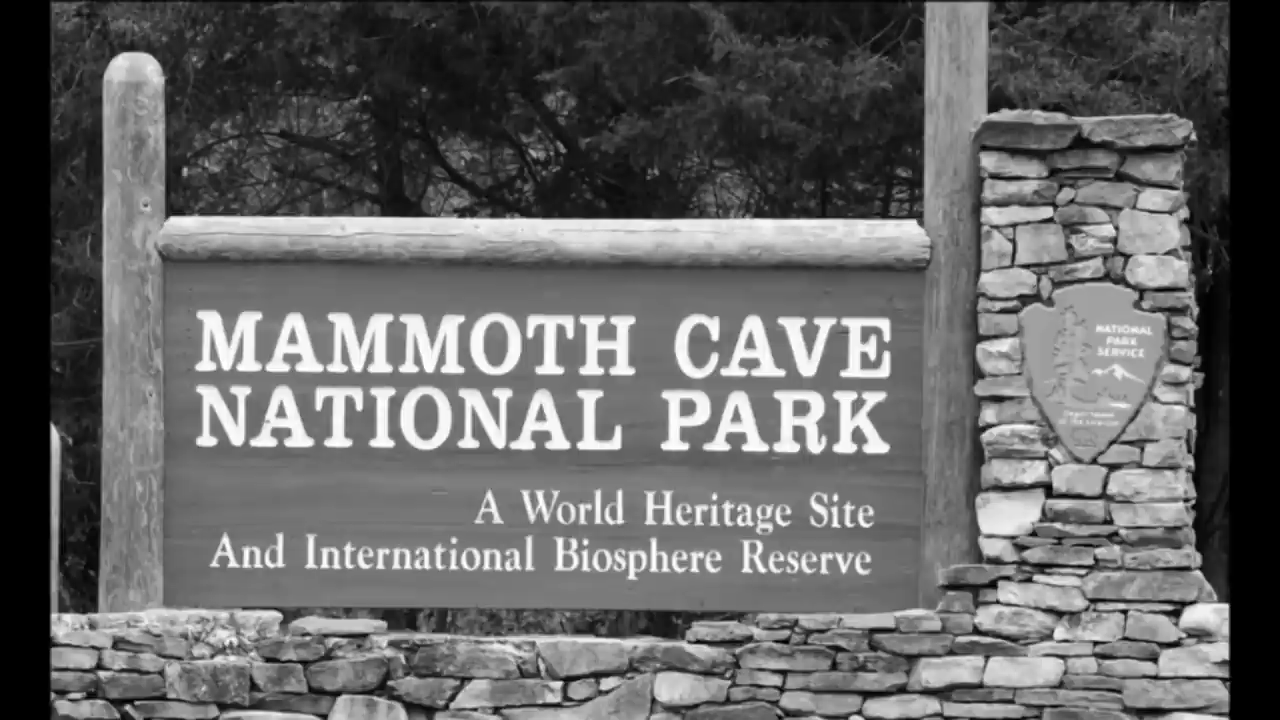 MAMMOTH CAVE
NATIONAL PARK
A World Heritage Site
And International Biosphere Reserve
NATIONAL
PARK
SERVICE